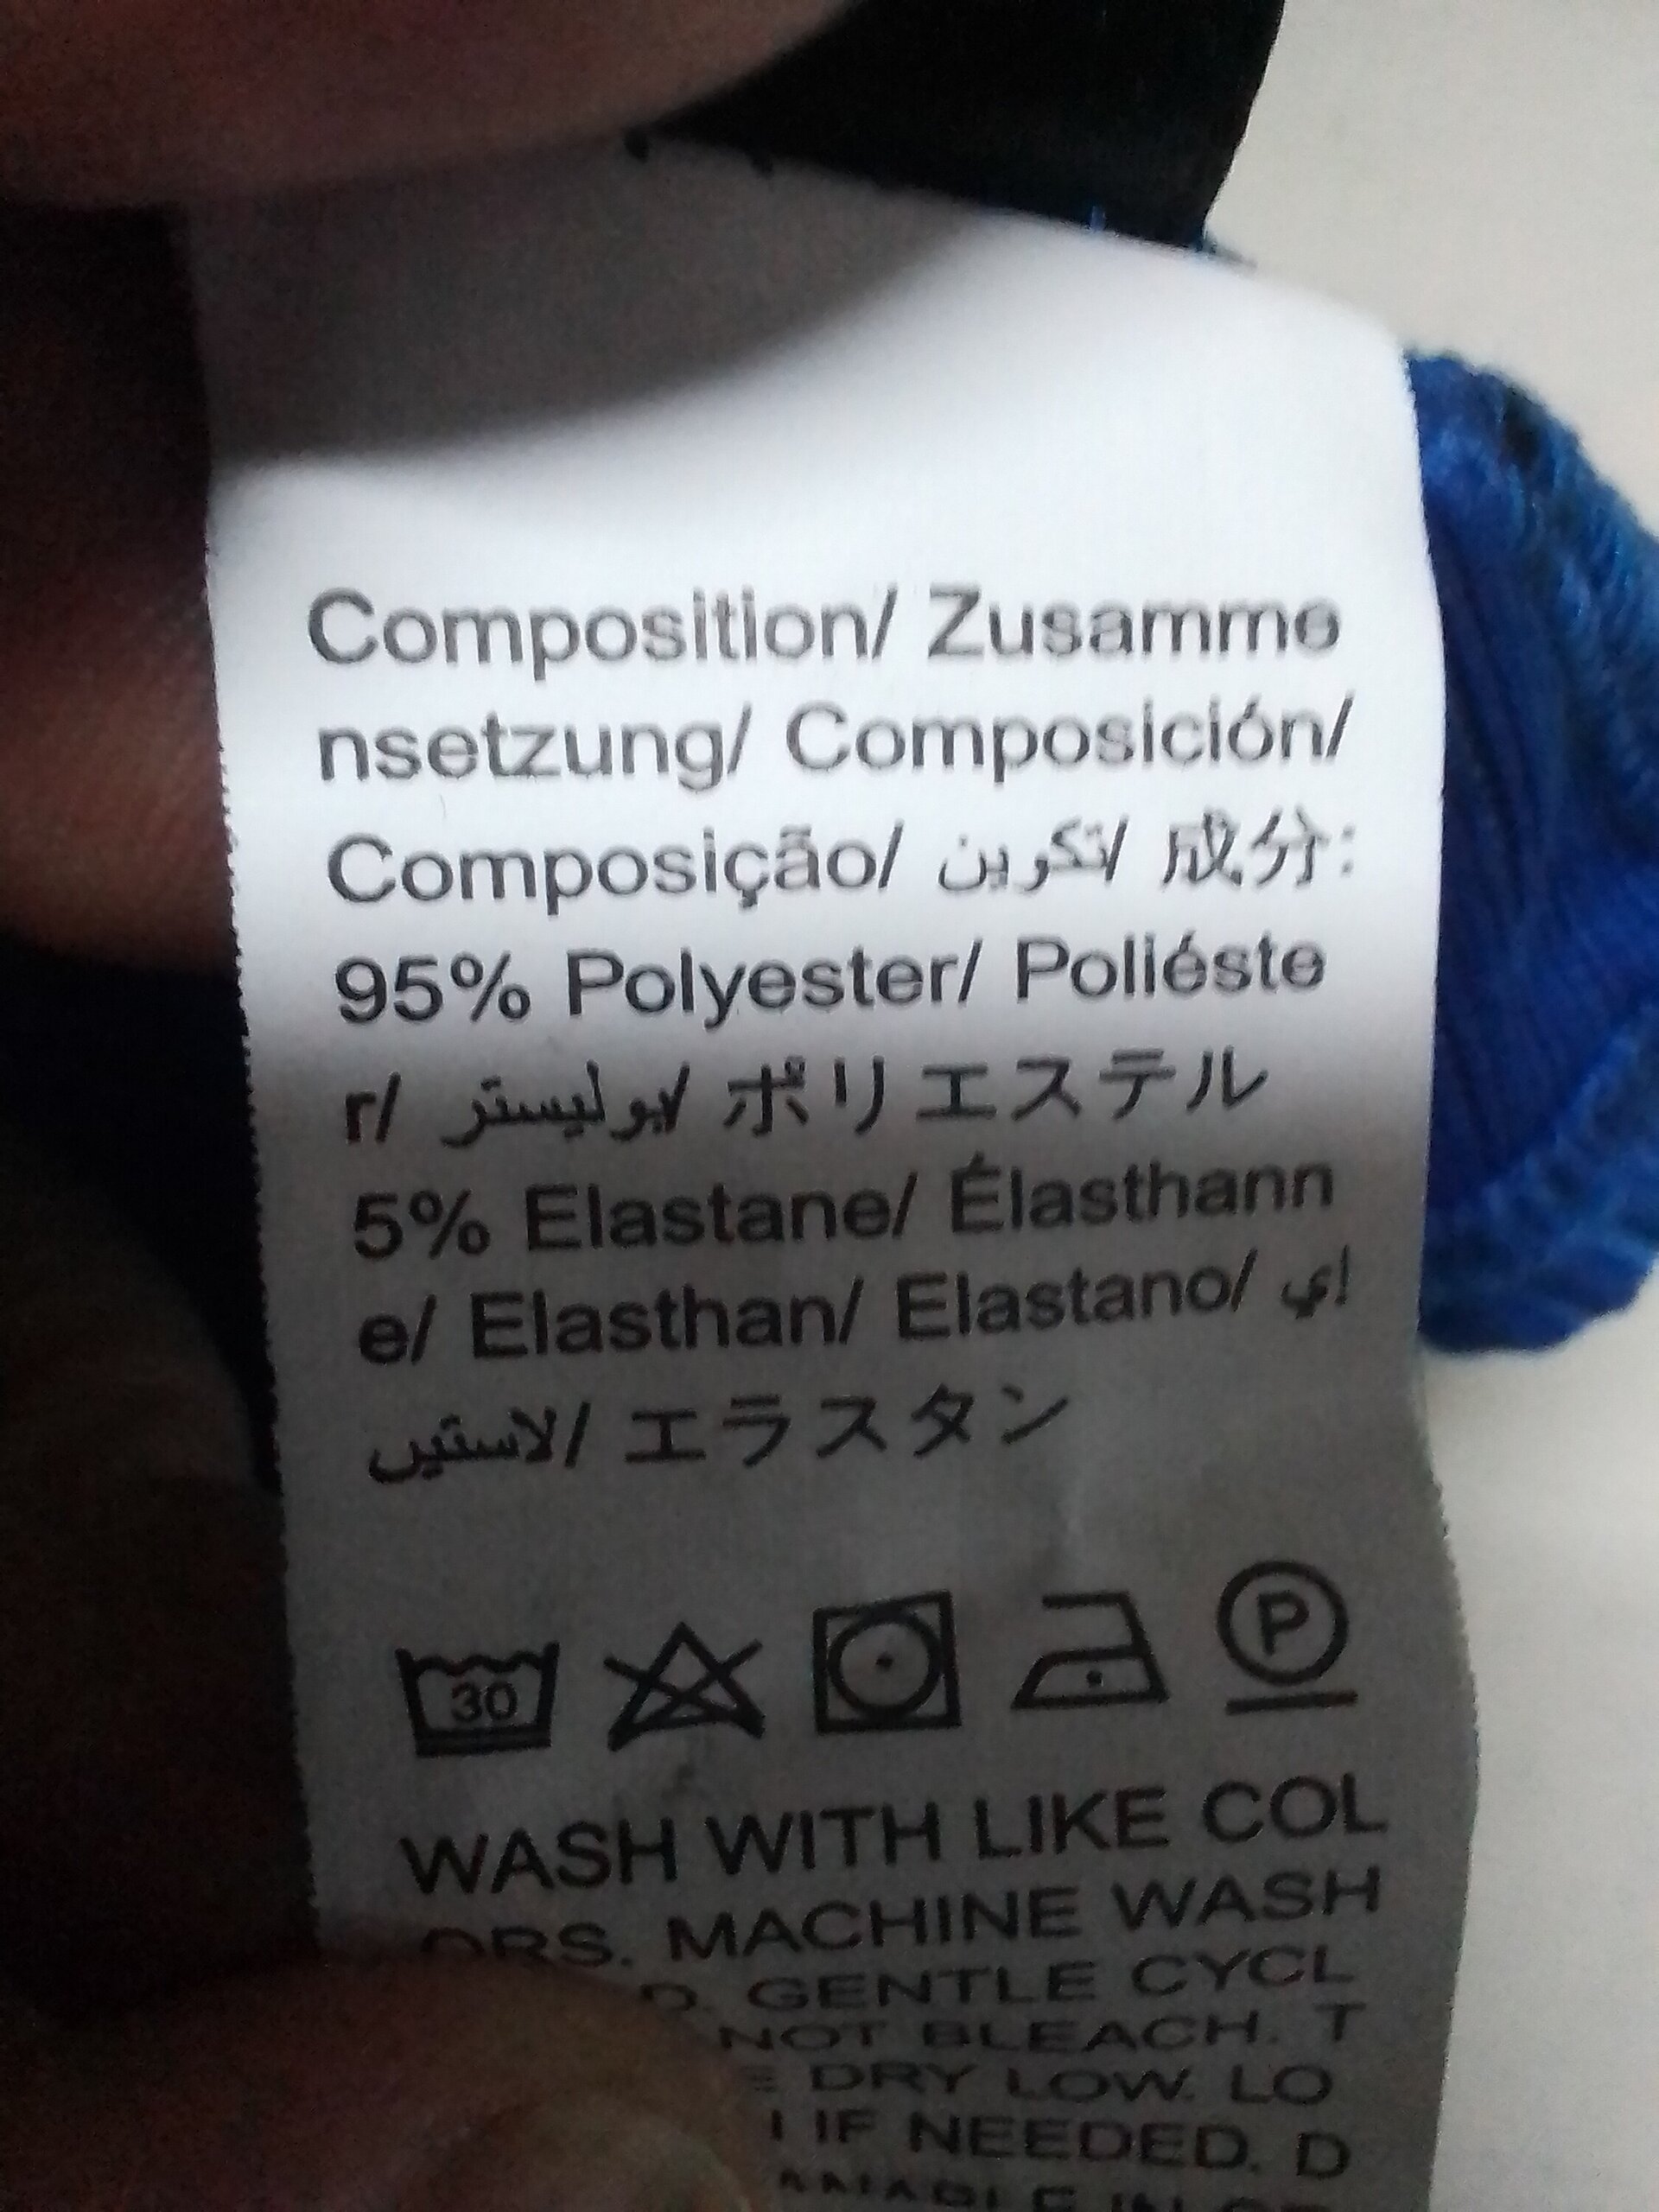 Composition/ Zusamme
nsetzung/ Composición/
Composição/ تكوين/ 成分:
95% Polyester/ Poliéste
r/ بوليستر/ ポリエステル
5% Elastane/ Élasthann
e/ Elasthan/ Elastano/ إي
لاستين/ エラスタン
30
P
WASH WITH LIKE COL
ORS. MACHINE WASH
D. GENTLE CYCL
NOT BLEACH. T
E DRY LOW. LO
IF NEEDED. D